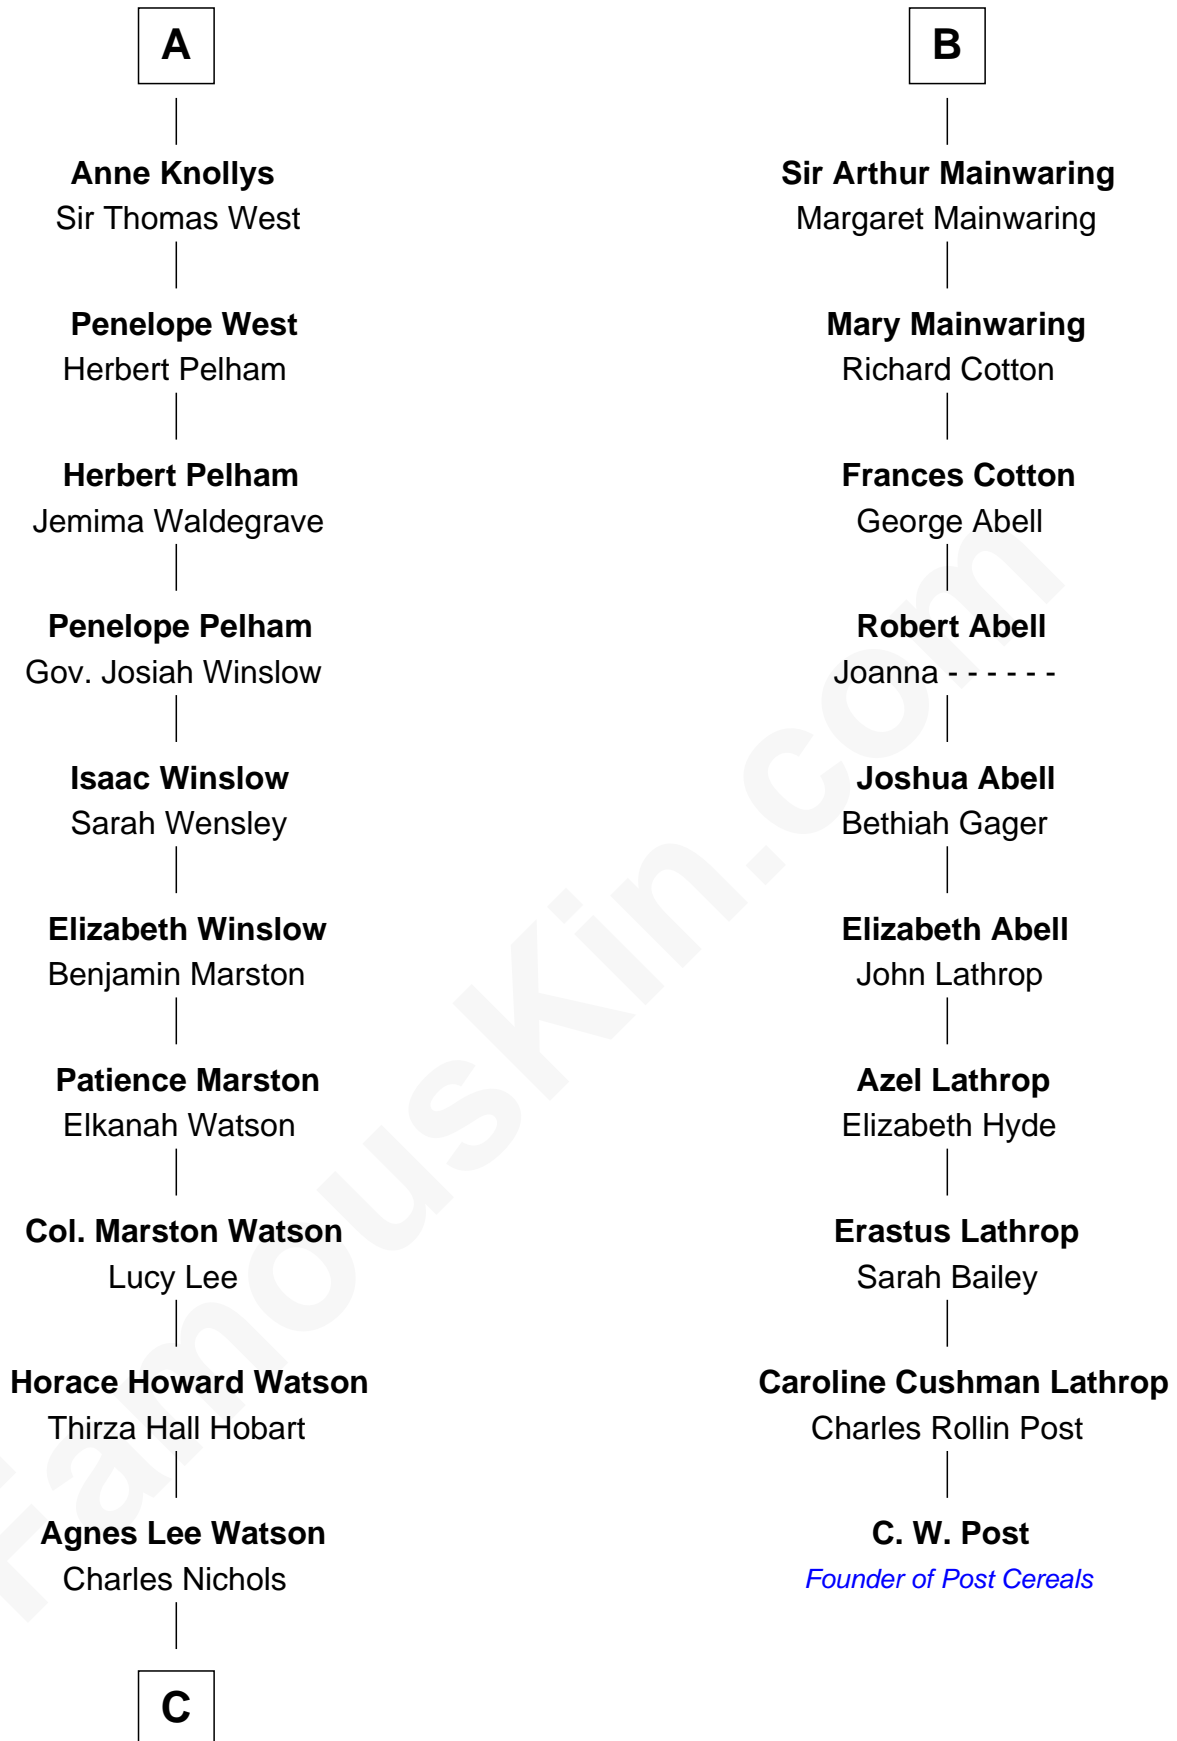 A
Anne Knollys
Sir Thomas West
Penelope West
Herbert Pelham
Herbert Pelham
Jemima Waldegrave
Penelope Pelham
Gov. Josiah Winslow
Isaac Winslow
Sarah Wensley
Elizabeth Winslow
Benjamin Marston
Patience Marston
Elkanah Watson
Col. Marston Watson
Lucy Lee
Horace Howard Watson
Thirza Hall Hobart
Agnes Lee Watson
Charles Nichols
C
B
Sir Arthur Mainwaring
Margaret Mainwaring
Mary Mainwaring
Richard Cotton
Frances Cotton
George Abell
Robert Abell
Joanna - - - - - -
Joshua Abell
Bethiah Gager
Elizabeth Abell
John Lathrop
Azel Lathrop
Elizabeth Hyde
Erastus Lathrop
Sarah Bailey
Caroline Cushman Lathrop
Charles Rollin Post
C. W. Post
Founder of Post Cereals
FamousKin.com